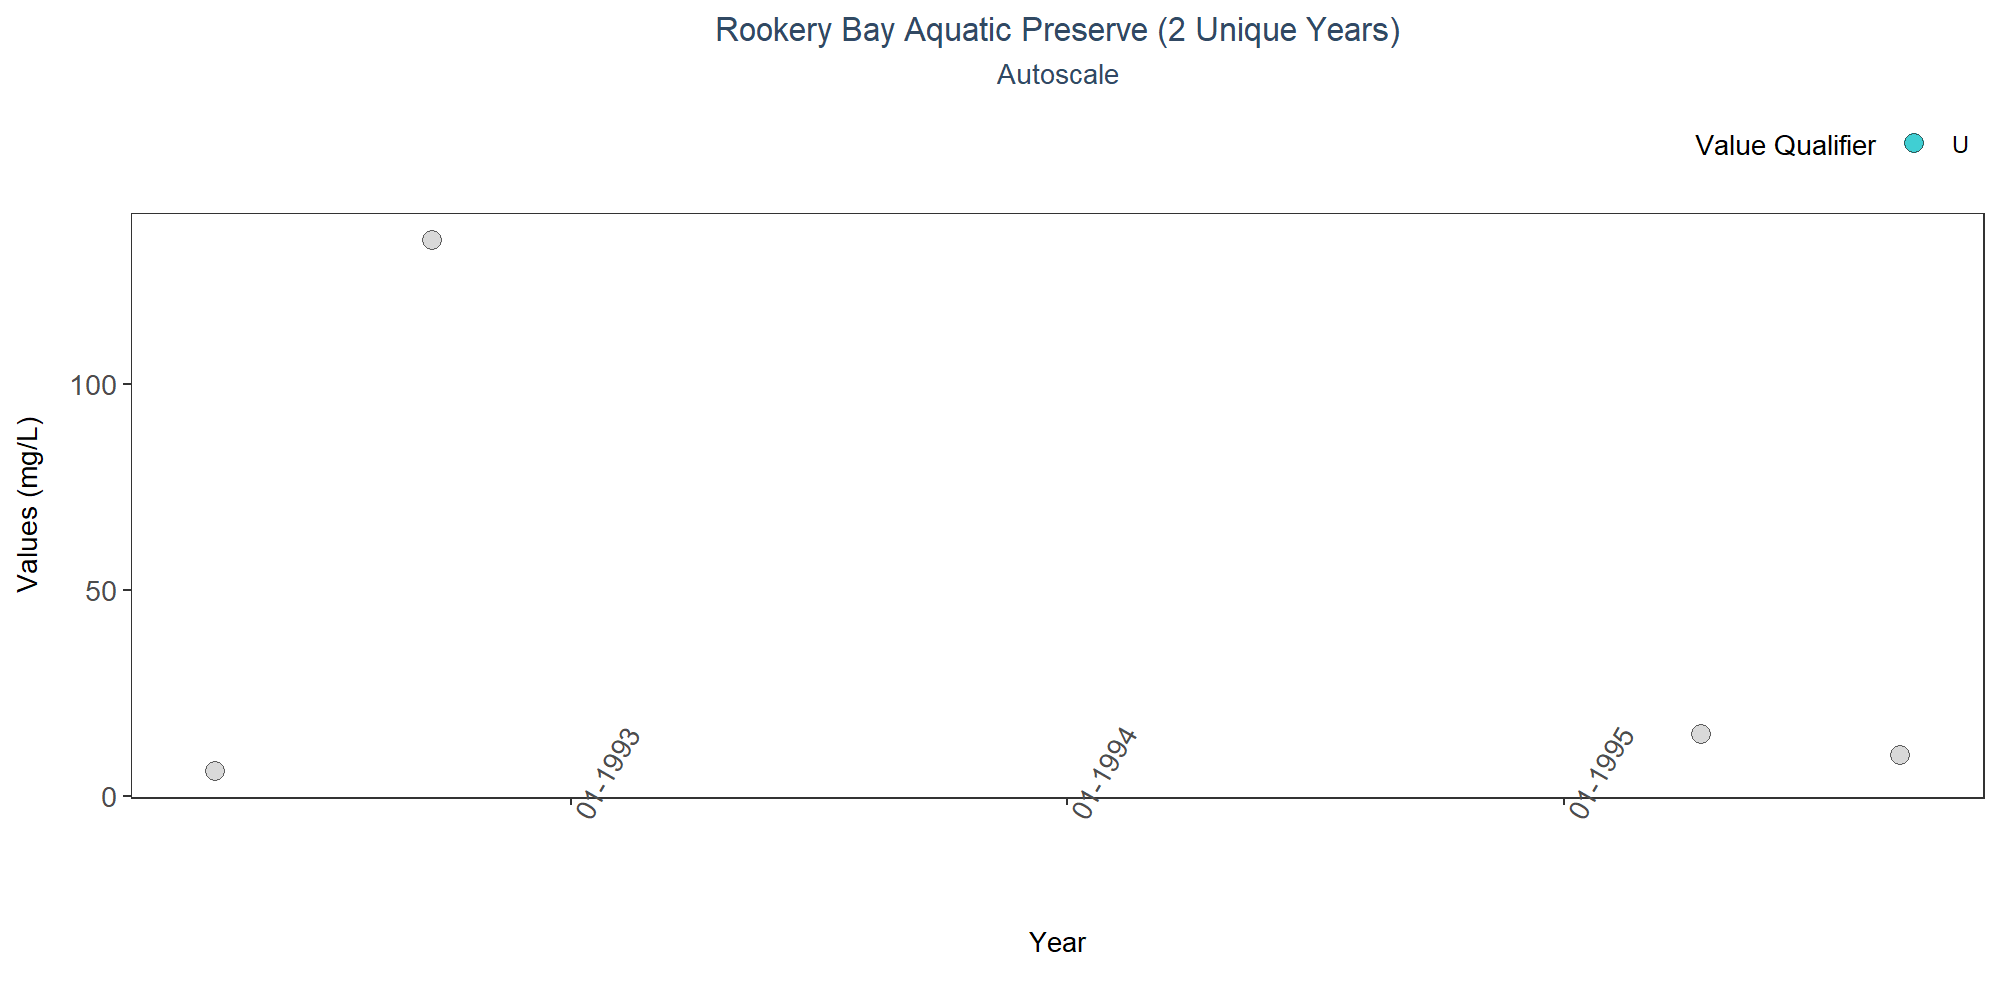 Rookery Bay Aquatic Preserve (2 Unique Years)
Autoscale
Value Qualifier U
Values (mg/L)
100
50
0
01-1993
01-1994
01-1995
Year